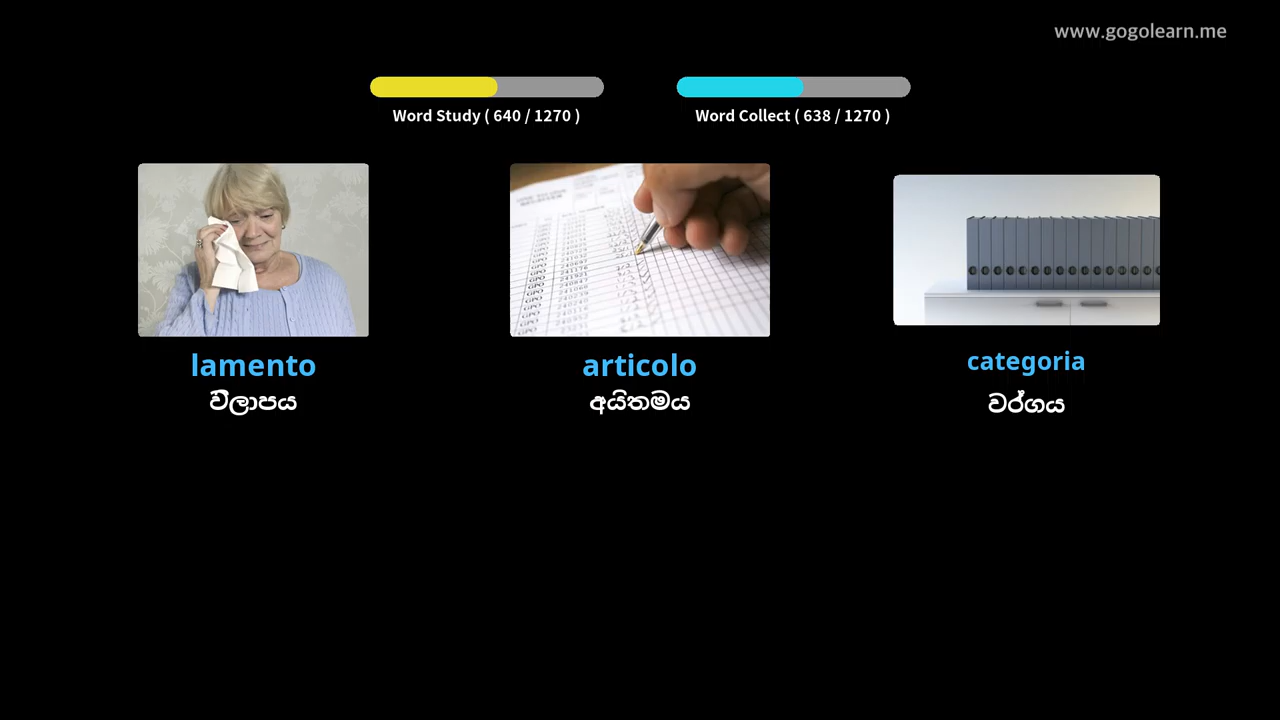 www.gogolearn.me
Word Study ( 640 / 1270 )
Word Collect ( 638 / 1270 )
lamento
විලාපය
articolo
අයිතමය
categoria
වර්ගය